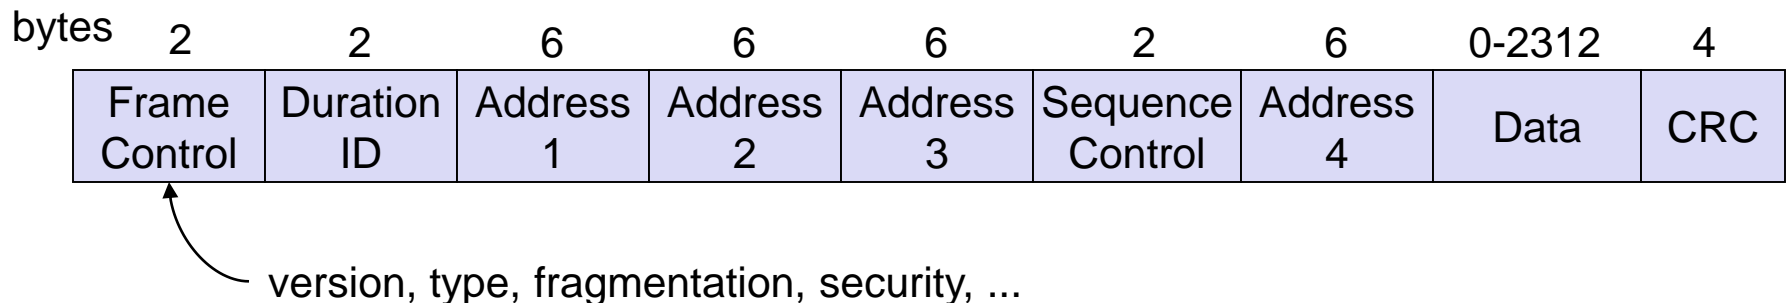 bytes 2 2 6 6 6 2 6 0-2312 4
Frame Duration Address Address Address Sequence Address Data CRC
Control ID 1 2 3 Control 4
version, type, fragmentation, security, ...